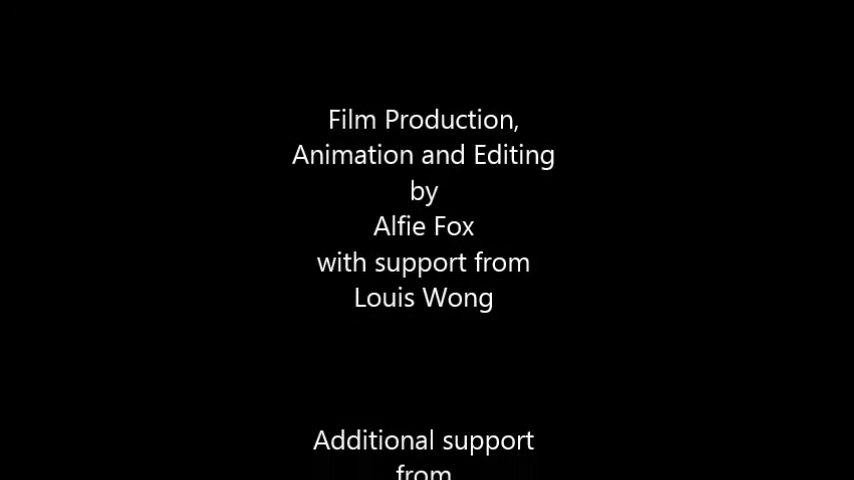 Film Production,
Animation and Editing
by
Alfie Fox
with support from
Louis Wong
Additional support
from